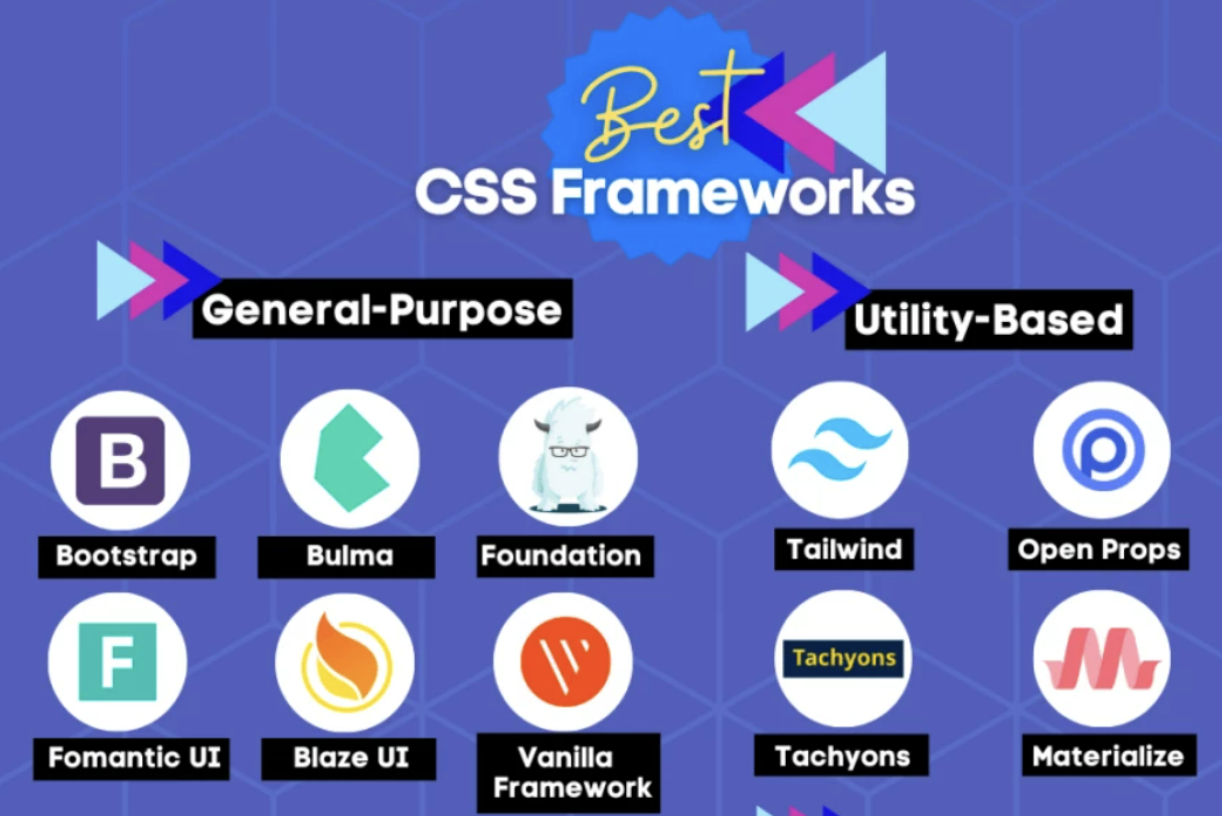 Best
CSS Frameworks
General-Purpose
Utility-Based
B
Bootstrap
Bulma
Foundation
Tailwind
Open Props
F
Fomantic UI
Blaze UI
Vanilla
Framework
Tachyons
Tachyons
Materialize